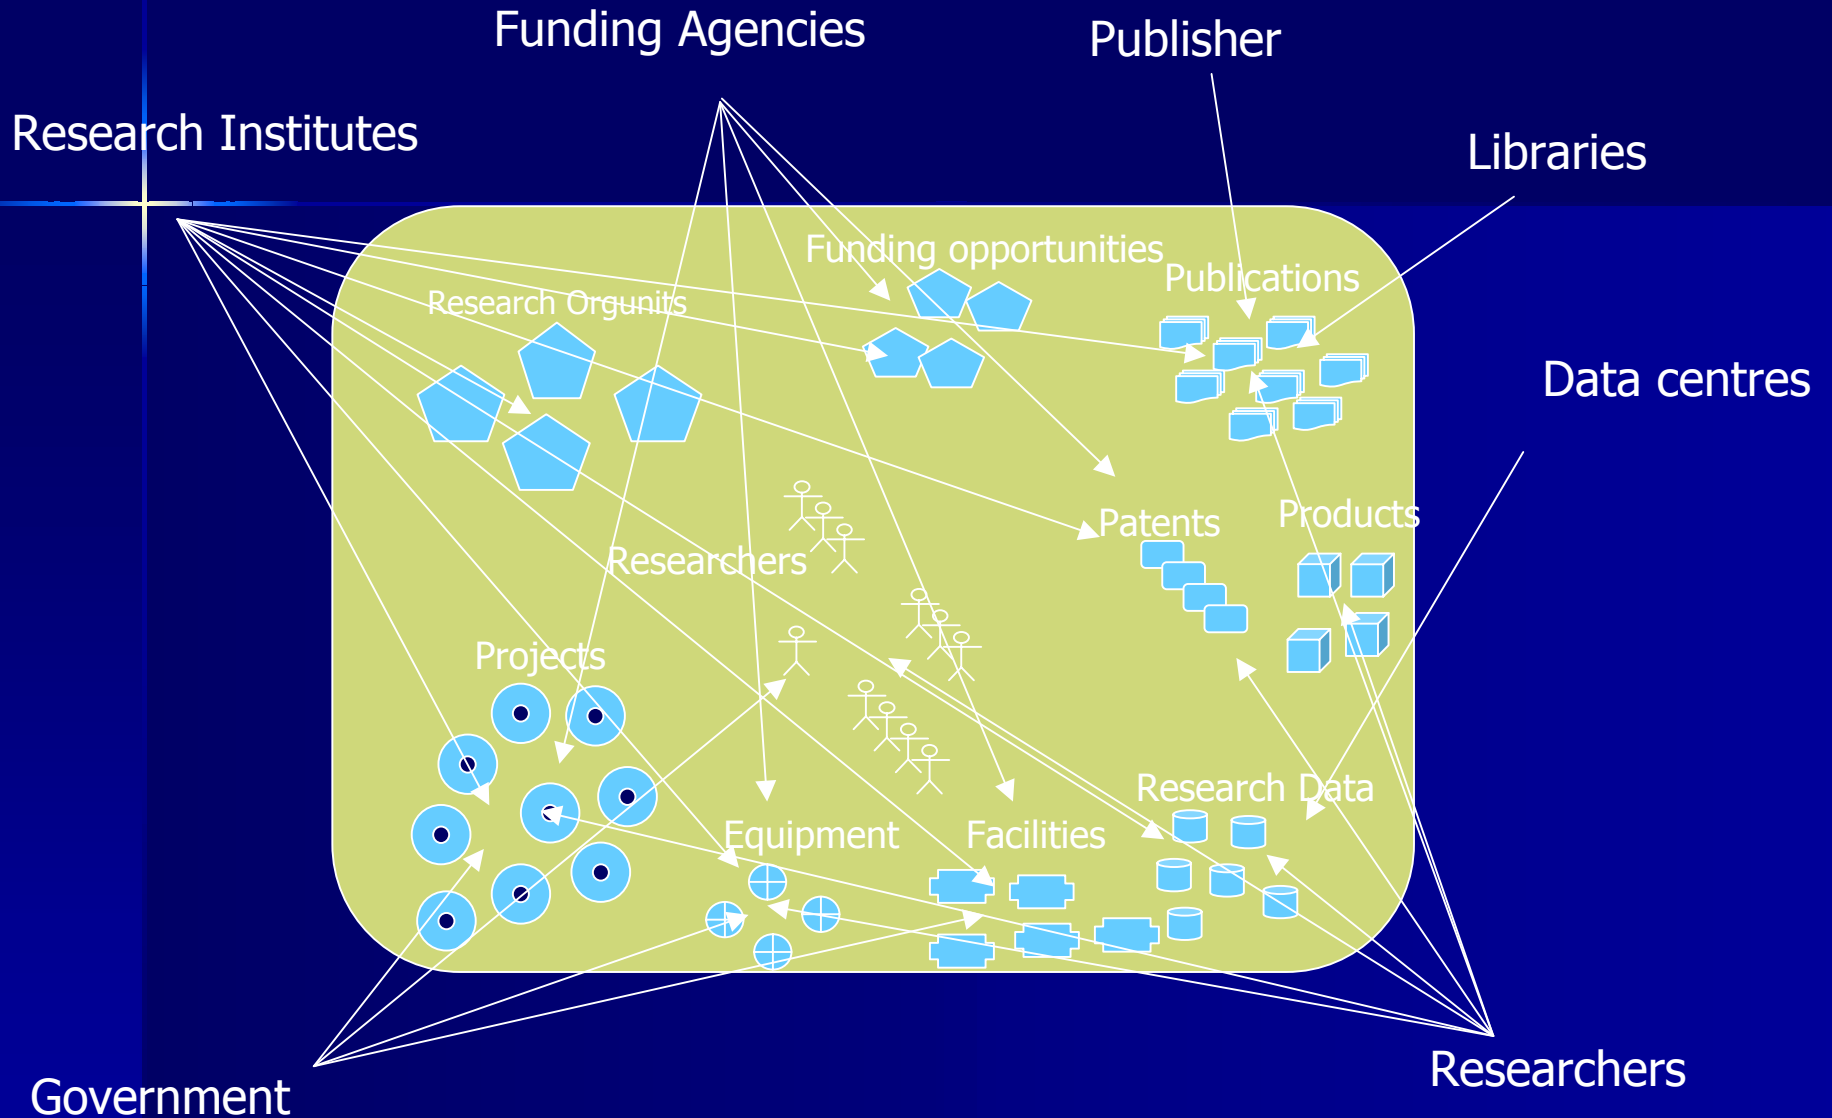 Funding Agencies
Publisher
Research Institutes
Libraries
Funding opportunities
Publications
Research Orgunits
Data centres
Patents
Products
Researchers
Projects
Research Data
Equipment
Facilities
Researchers
Government